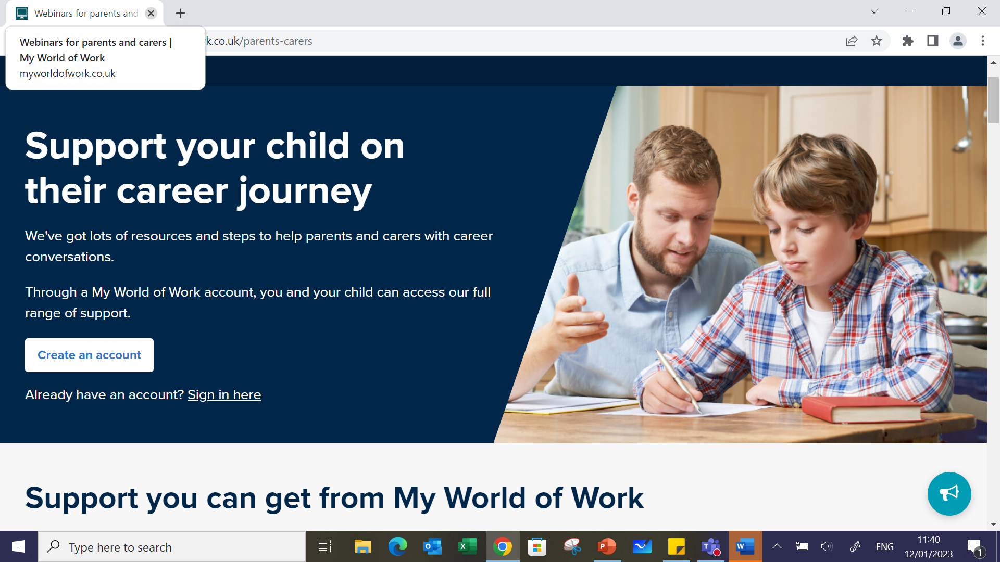 Webinars for parents and
Webinars for parents and carers |
My World of Work
myworldofwork.co.uk
k.co.uk/parents-carers
Support your child on
their career journey
We've got lots of resources and steps to help parents and carers with career
conversations.
Through a My World of Work account, you and your child can access our full
range of support.
Create an account
Already have an account? Sign in here
Support you can get from My World of Work
Type here to search
ENG
11:40
12/01/2023
1